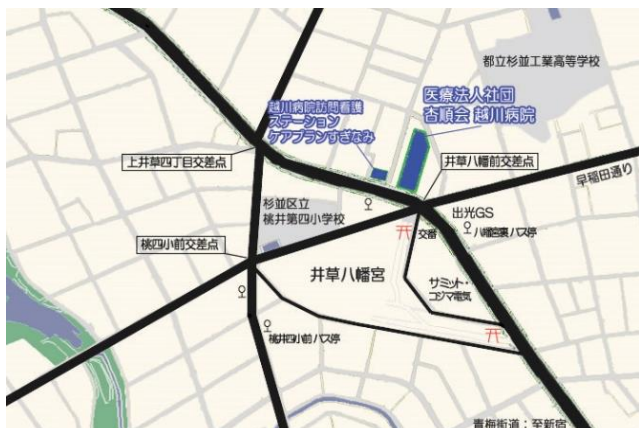 都立杉並工業高等学校
医療法人社団
杏順会 越川病院
越川病院訪問看護
ステーション
ケアプランすぎなみ
上井草四丁目交差点
井草八幡前交差点
早稲田通り
杉並区立
桃井第四小学校
出光GS
交番
八幡宮裏バス停
桃四小前交差点
井草八幡宮
サミット・
コジマ電気
桃井四小前バス停
青梅街道：至新宿